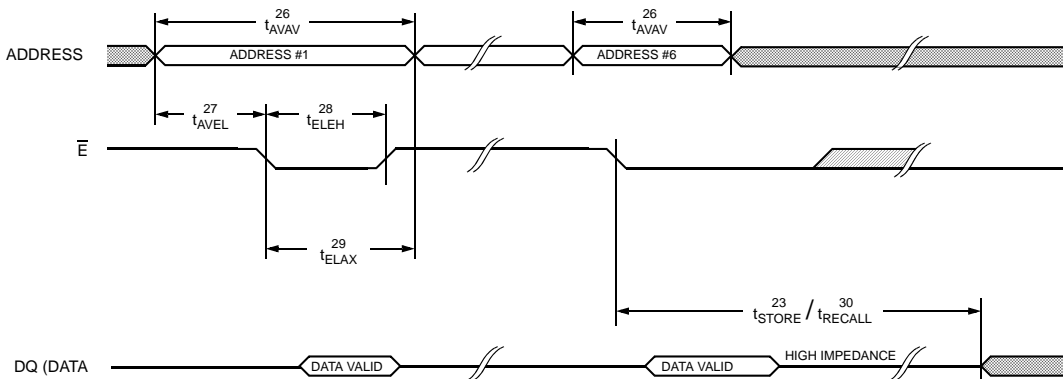 26
tAVAV
26
tAVAV
ADDRESS
ADDRESS #1
ADDRESS #6
27
tAVEL
28
tELEH
E
29
tELAX
23 30
tSTORE / tRECALL
DQ (DATA
DATA VALID
DATA VALID
HIGH IMPEDANCE